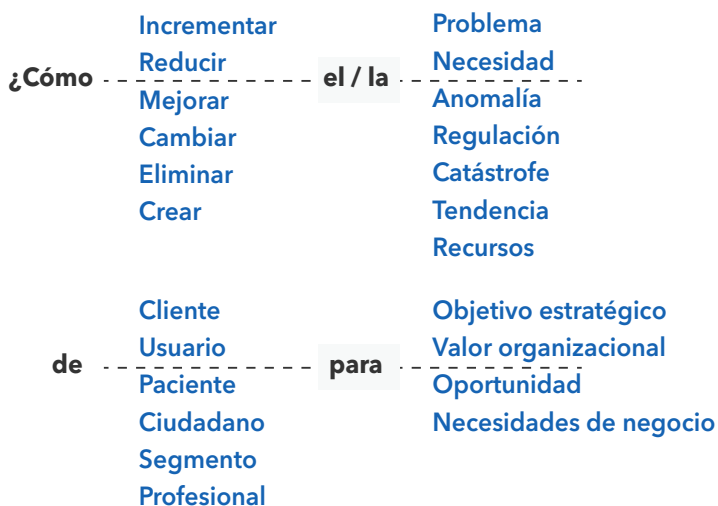 Incrementar
Reducir
¿Cómo
Mejorar
Cambiar
Eliminar
Crear
el / la
Problema
Necesidad
Anomalía
Regulación
Catástrofe
Tendencia
Recursos
de
Cliente
Usuario
Paciente
Ciudadano
Segmento
Profesional
para
Objetivo estratégico
Valor organizacional
Oportunidad
Necesidades de negocio